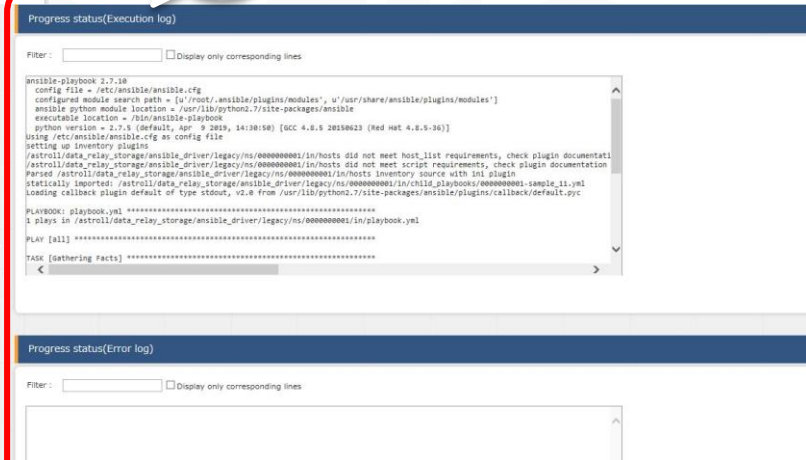 Progress status(Execution log)
Filter :
Display only corresponding lines
ansible-playbook 2.7.10
config file = /etc/ansible/ansible.cfg
configured module search path = [u'/root/.ansible/plugins/modules', u'/usr/share/ansible/plugins/modules']
ansible python module location = /usr/lib/python2.7/site-packages/ansible
executable location = /bin/ansible-playbook
python version = 2.7.5 (default, Apr  9 2019, 14:30:50) [GCC 4.8.5 20150623 (Red Hat 4.8.5-36)]
Using /etc/ansible/ansible.cfg as config file
setting up inventory plugins
/astroll/data_relay_storage/ansible_driver/legacy/ns/0000000001/in/hosts did not meet host_list requirements, check plugin documentati
/astroll/data_relay_storage/ansible_driver/legacy/ns/0000000001/in/hosts did not meet script requirements, check plugin documentation
Parsed /astroll/data_relay_storage/ansible_driver/legacy/ns/0000000001/in/hosts inventory source with ini plugin
statically imported: /astroll/data_relay_storage/ansible_driver/legacy/ns/0000000001/in/child_playbooks/0000000001-sample_11.yml
Loading callback plugin default of type stdout, v2.0 from /usr/lib/python2.7/site-packages/ansible/plugins/callback/default.pyc
PLAYBOOK: playbook.yml **************************************************
1 plays in /astroll/data_relay_storage/ansible_driver/legacy/ns/0000000001/in/playbook.yml
PLAY [all] **************************************************************
TASK [Gathering Facts] **************************************************
Progress status(Error log)
Filter :
Display only corresponding lines